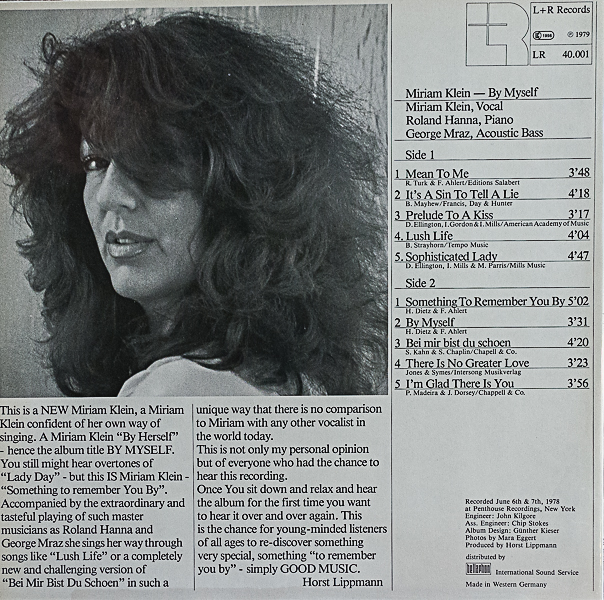 L+R Records
℗ 1979
LR 40.001
Miriam Klein — By Myself
Miriam Klein, Vocal
Roland Hanna, Piano
George Mraz, Acoustic Bass
Side 1
1 Mean To Me 3'48
R. Turk & F. Ahlert/Editions Salabert
2 It's A Sin To Tell A Lie 4'18
B. Mayhew/Francis, Day & Hunter
3 Prelude To A Kiss 3'17
D. Ellington, I. Gordon & I. Mills/American Academy of Music
4. Lush Life 4'04
B. Strayhorn/Tempo Music
5. Sophisticated Lady 4'47
D. Ellington, I. Mills & M. Parris/Mills Music
Side 2
1 Something To Remember You By 5'02
H. Dietz & F. Ahlert
2 By Myself 3'31
H. Dietz & F. Ahlert
3 Bei mir bist du schoen 4'20
S. Kahn & S. Chaplin/Chapell & Co.
4 There Is No Greater Love 3'23
Jones & Symes/Intersong Musikverlag
5 I'm Glad There Is You 3'56
P. Madeira & J. Dorsey/Chappell & Co.
This is a NEW Miriam Klein, a Miriam
Klein confident of her own way of
singing. A Miriam Klein "By Herself"
- hence the album title BY MYSELF.
You still might hear overtones of
"Lady Day" - but this IS Miriam Klein -
"Something to remember You By".
Accompanied by the extraordinary and
tasteful playing of such master
musicians as Roland Hanna and
George Mraz she sings her way through
songs like "Lush Life" or a completely
new and challenging version of
"Bei Mir Bist Du Schoen" in such a
unique way that there is no comparison
to Miriam with any other vocalist in
the world today.
This is not only my personal opinion
but of everyone who had the chance to
hear this recording.
Once You sit down and relax and hear
the album for the first time you want
to hear it over and over again. This
is the chance for young-minded listeners
of all ages to re-discover something
very special, something "to remember
you by" - simply GOOD MUSIC.
Horst Lippmann
Recorded June 6th & 7th, 1978
at Penthouse Recordings, New York
Engineer: John Kilgore
Ass. Engineer: Chip Stokes
Album Design: Günther Kieser
Photos by Mara Eggert
Produced by Horst Lippmann
distributed by
bellaphon International Sound Service
Made in Western Germany